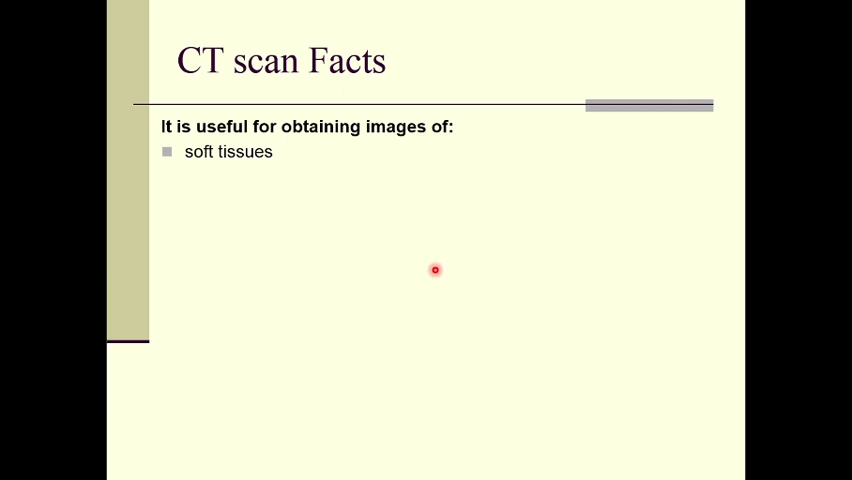 CT scan Facts
It is useful for obtaining images of:
soft tissues